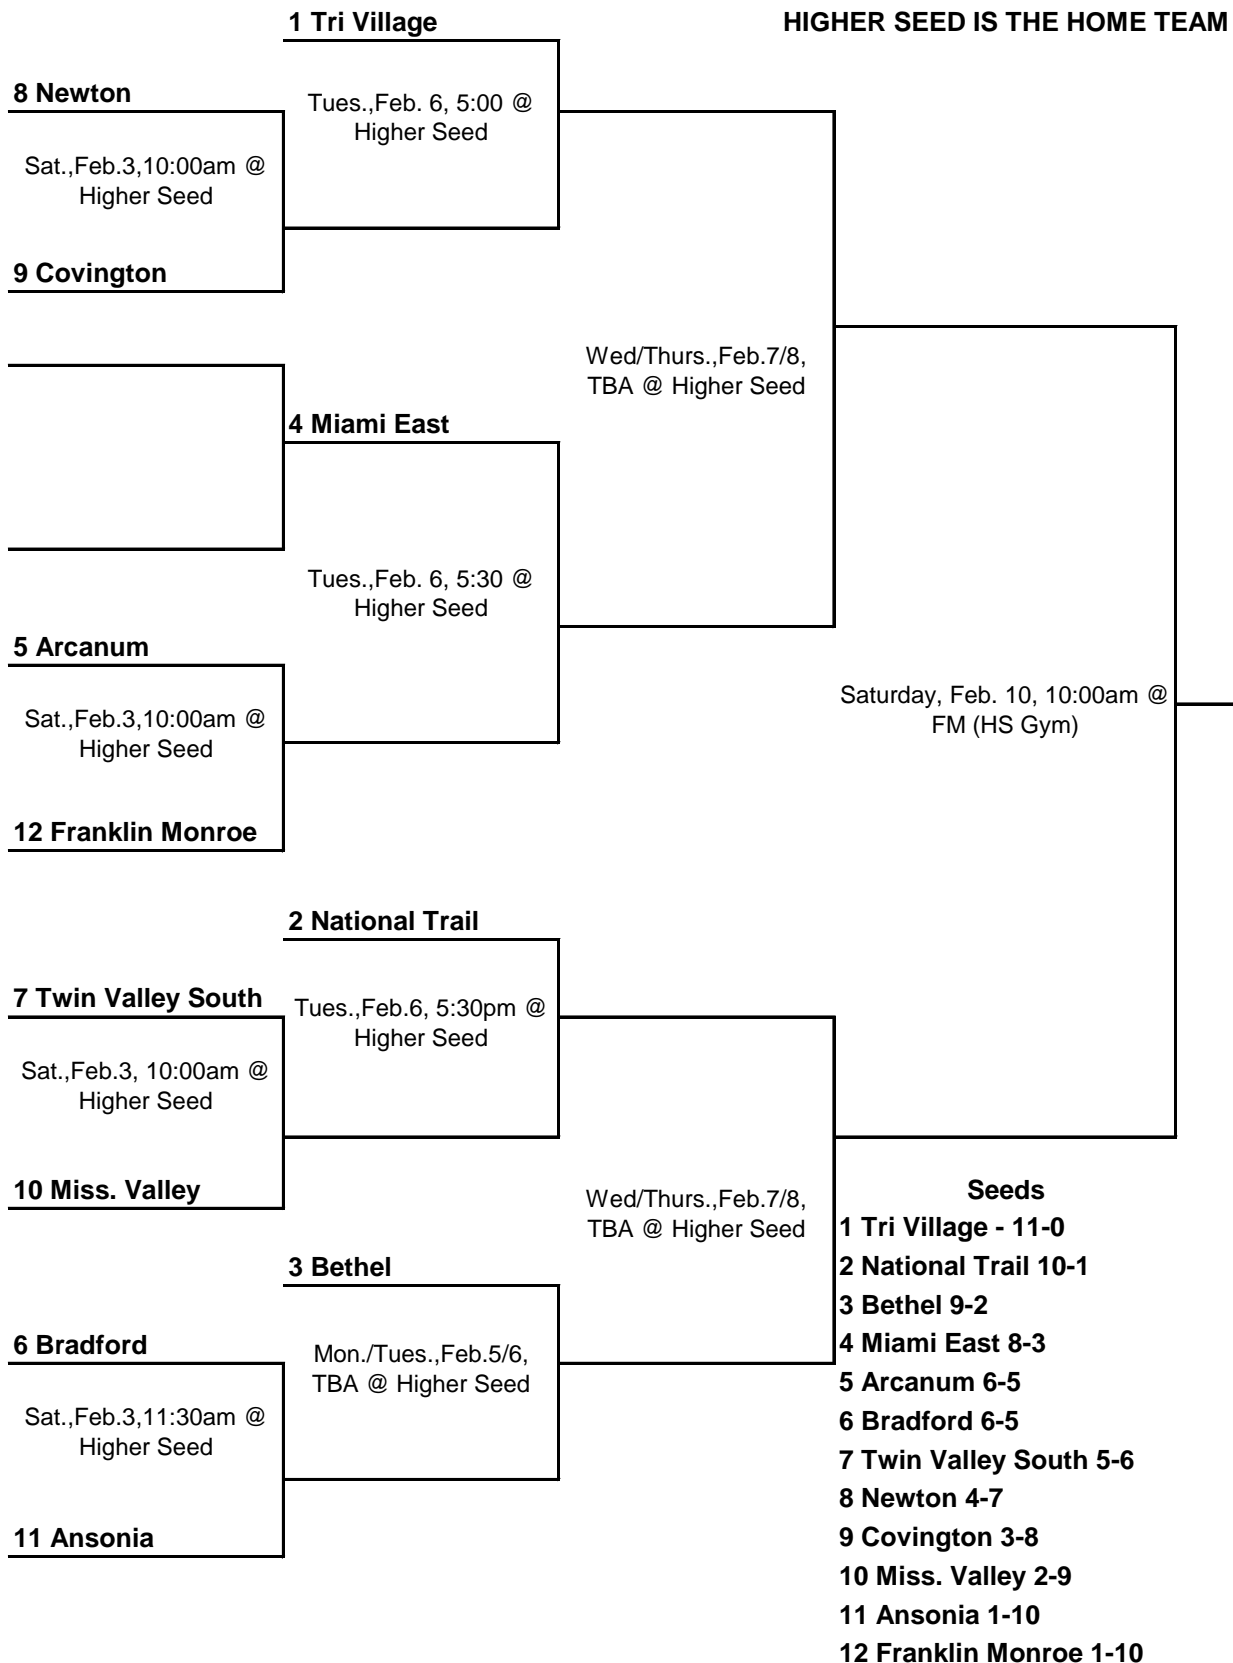 1 Tri Village
HIGHER SEED IS THE HOME TEAM
8 Newton
Tues.,Feb. 6, 5:00 @
Higher Seed
Sat.,Feb.3,10:00am @
Higher Seed
9 Covington
Wed/Thurs.,Feb.7/8,
TBA @ Higher Seed
4 Miami East
Tues.,Feb. 6, 5:30 @
Higher Seed
5 Arcanum
Sat.,Feb.3,10:00am @
Higher Seed
12 Franklin Monroe
Saturday, Feb. 10, 10:00am @
FM (HS Gym)
2 National Trail
7 Twin Valley South
Tues.,Feb.6, 5:30pm @
Higher Seed
Sat.,Feb.3, 10:00am @
Higher Seed
10 Miss. Valley
Wed/Thurs.,Feb.7/8,
TBA @ Higher Seed
3 Bethel
6 Bradford
Mon./Tues.,Feb.5/6,
TBA @ Higher Seed
Sat.,Feb.3,11:30am @
Higher Seed
11 Ansonia
Seeds
1 Tri Village - 11-0
2 National Trail 10-1
3 Bethel 9-2
4 Miami East 8-3
5 Arcanum 6-5
6 Bradford 6-5
7 Twin Valley South 5-6
8 Newton 4-7
9 Covington 3-8
10 Miss. Valley 2-9
11 Ansonia 1-10
12 Franklin Monroe 1-10